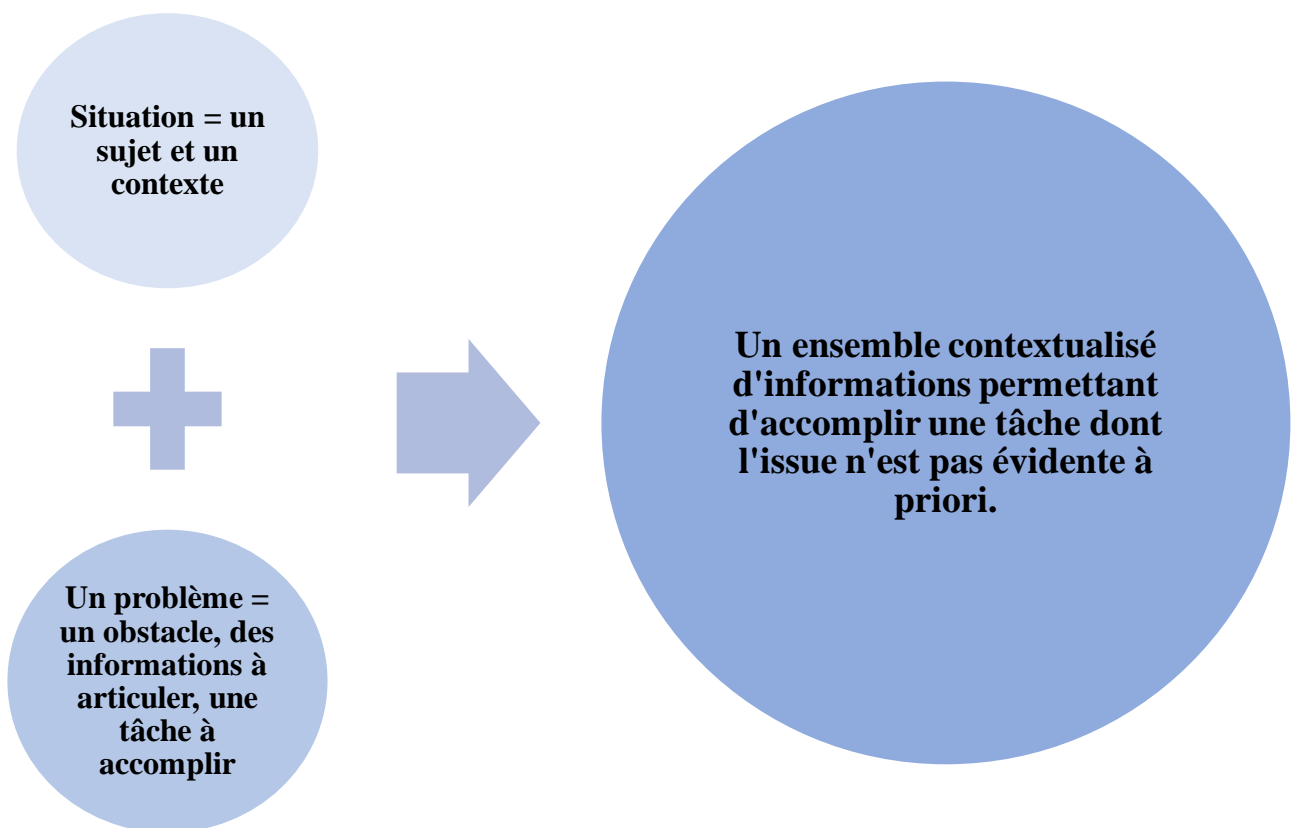 Situation = un
sujet et un
contexte
Un problème =
un obstacle, des
informations à
articuler, une
tâche à
accomplir
Un ensemble contextualisé
d'informations permettant
d'accomplir une tâche dont
l'issue n'est pas évidente à
priori.